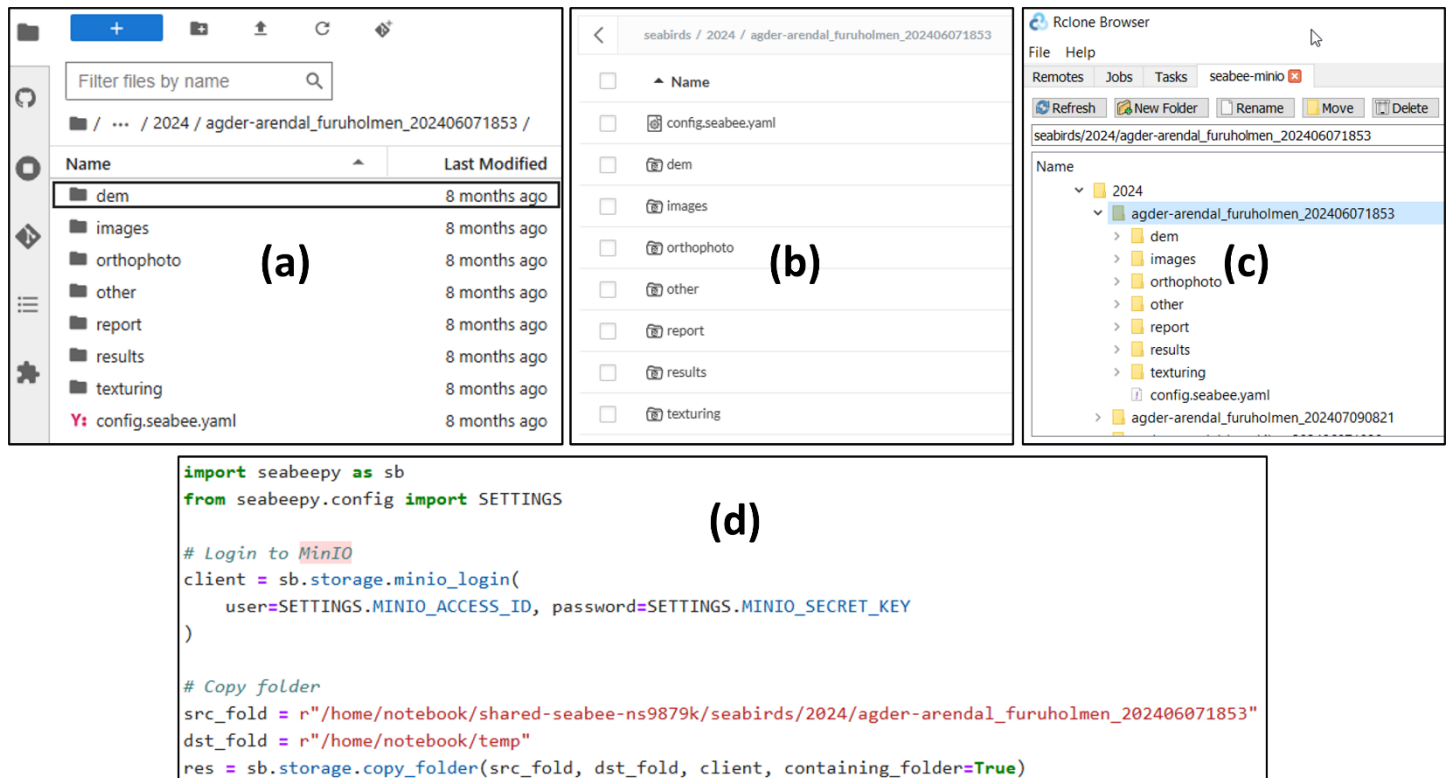 +
Filter files by name
/ ··· / 2024 / agder-arendal_furuholmen_202406071853 /
Name Last Modified
dem 8 months ago
images 8 months ago
orthophoto 8 months ago
other 8 months ago
report 8 months ago
results 8 months ago
texturing 8 months ago
Y: config.seabee.yaml 8 months ago
(a)
seabirds / 2024 / agder-arendal_furuholmen_202406071853
Name
config.seabee.yaml
dem
images
orthophoto
other
report
results
texturing
(b)
Rclone Browser
File Help
Remotes Jobs Tasks seabee-minio
Refresh New Folder Rename Move Delete
seabirds/2024/agder-arendal_furuholmen_202406071853
Name
2024
agder-arendal_furuholmen_202406071853
dem
images
orthophoto
other
report
results
texturing
config.seabee.yaml
agder-arendal_furuholmen_202407090821
(c)
import seabeepy as sb
from seabeepy.config import SETTINGS
(d)
# Login to MinIO
client = sb.storage.minio_login(
user=SETTINGS.MINIO_ACCESS_ID, password=SETTINGS.MINIO_SECRET_KEY
)
# Copy folder
src_fold = r"/home/notebook/shared-seabee-ns9879k/seabirds/2024/agder-arendal_furuholmen_202406071853"
dst_fold = r"/home/notebook/temp"
res = sb.storage.copy_folder(src_fold, dst_fold, client, containing_folder=True)